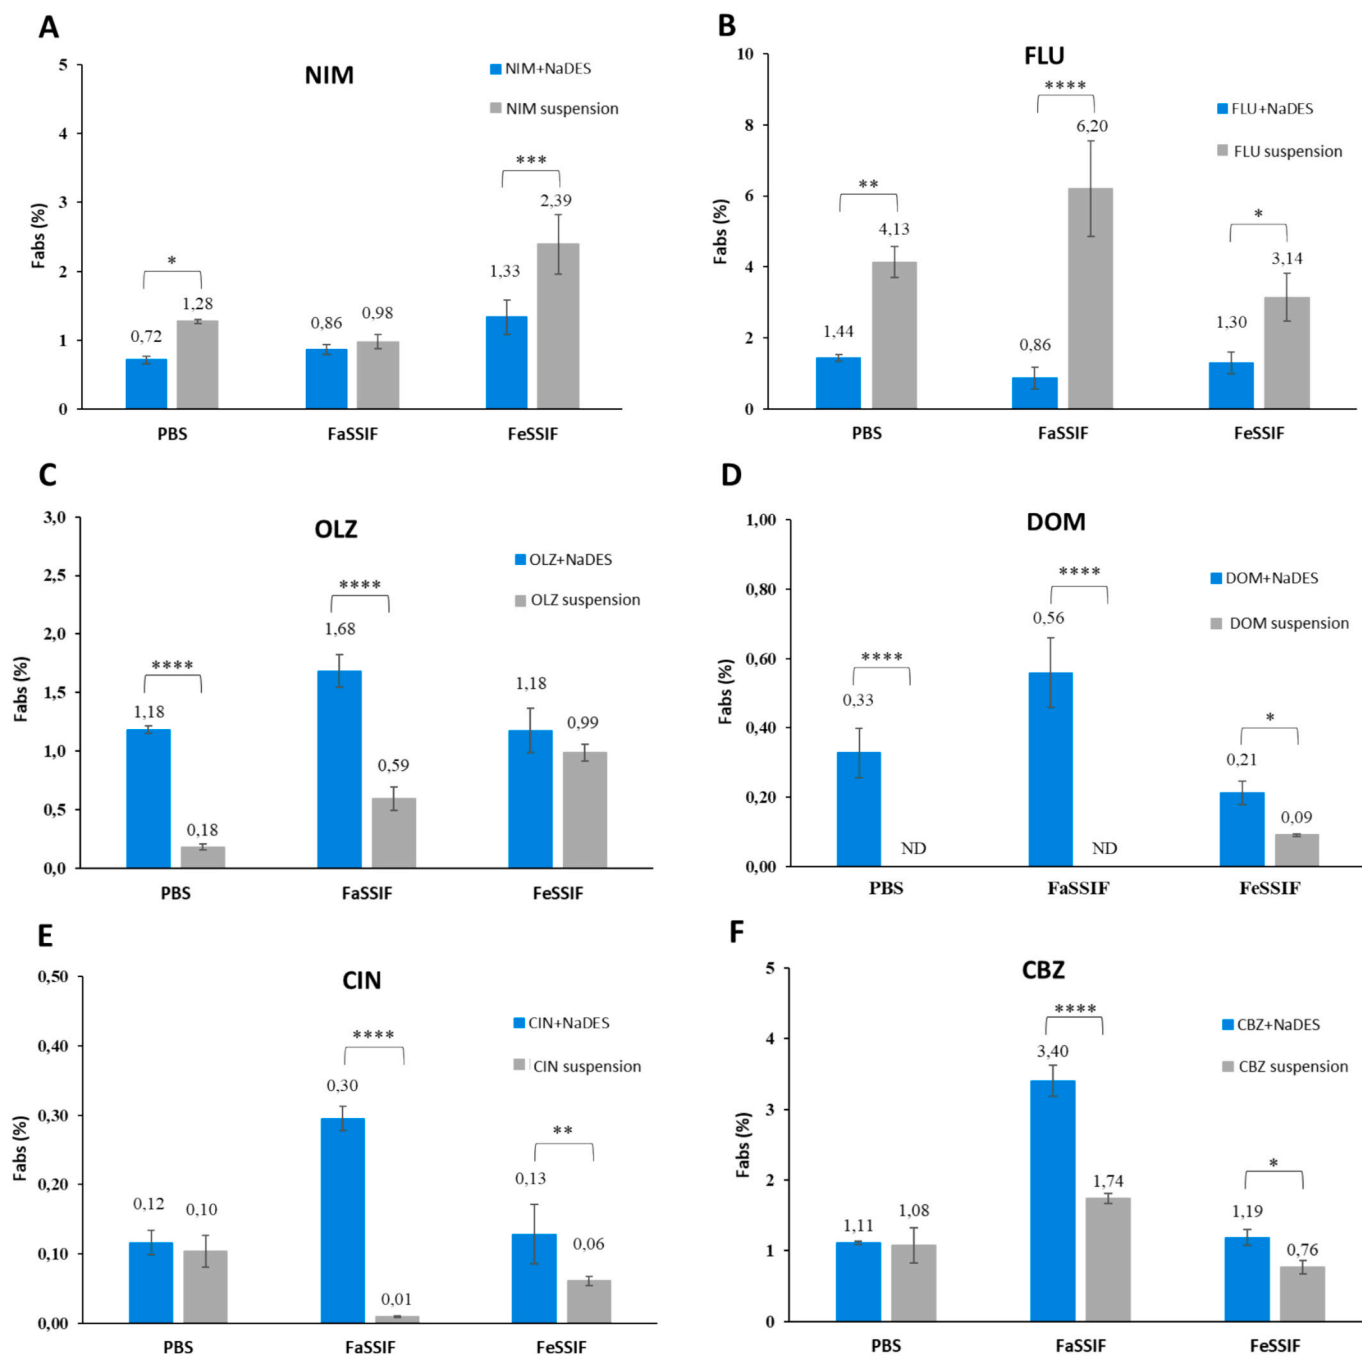 A
NIM
NIM+NaDES
NIM suspension
Fabs (%)
5
4
3
2
1
0
*
***
0,72
1,28
0,86
0,98
1,33
2,39
PBS
FaSSIF
FeSSIF
B
FLU
FLU+NaDES
FLU suspension
Fabs (%)
10
8
6
4
2
0
**
****
*
1,44
4,13
0,86
6,20
1,30
3,14
PBS
FaSSIF
FeSSIF
C
OLZ
OLZ+NaDES
OLZ suspension
Fabs (%)
3,0
2,5
2,0
1,5
1,0
0,5
0,0
****
****
1,18
0,18
1,68
0,59
1,18
0,99
PBS
FaSSIF
FeSSIF
D
DOM
DOM+NaDES
DOM suspension
Fabs (%)
1,00
0,80
0,60
0,40
0,20
0,00
****
****
*
0,33
ND
0,56
ND
0,21
0,09
PBS
FaSSIF
FeSSIF
E
CIN
CIN+NaDES
CIN suspension
Fabs (%)
0,50
0,40
0,30
0,20
0,10
0,00
****
**
0,12
0,10
0,30
0,01
0,13
0,06
PBS
FaSSIF
FeSSIF
F
CBZ
CBZ+NaDES
CBZ suspension
Fabs (%)
5
4
3
2
1
0
****
*
1,11
1,08
3,40
1,74
1,19
0,76
PBS
FaSSIF
FeSSIF